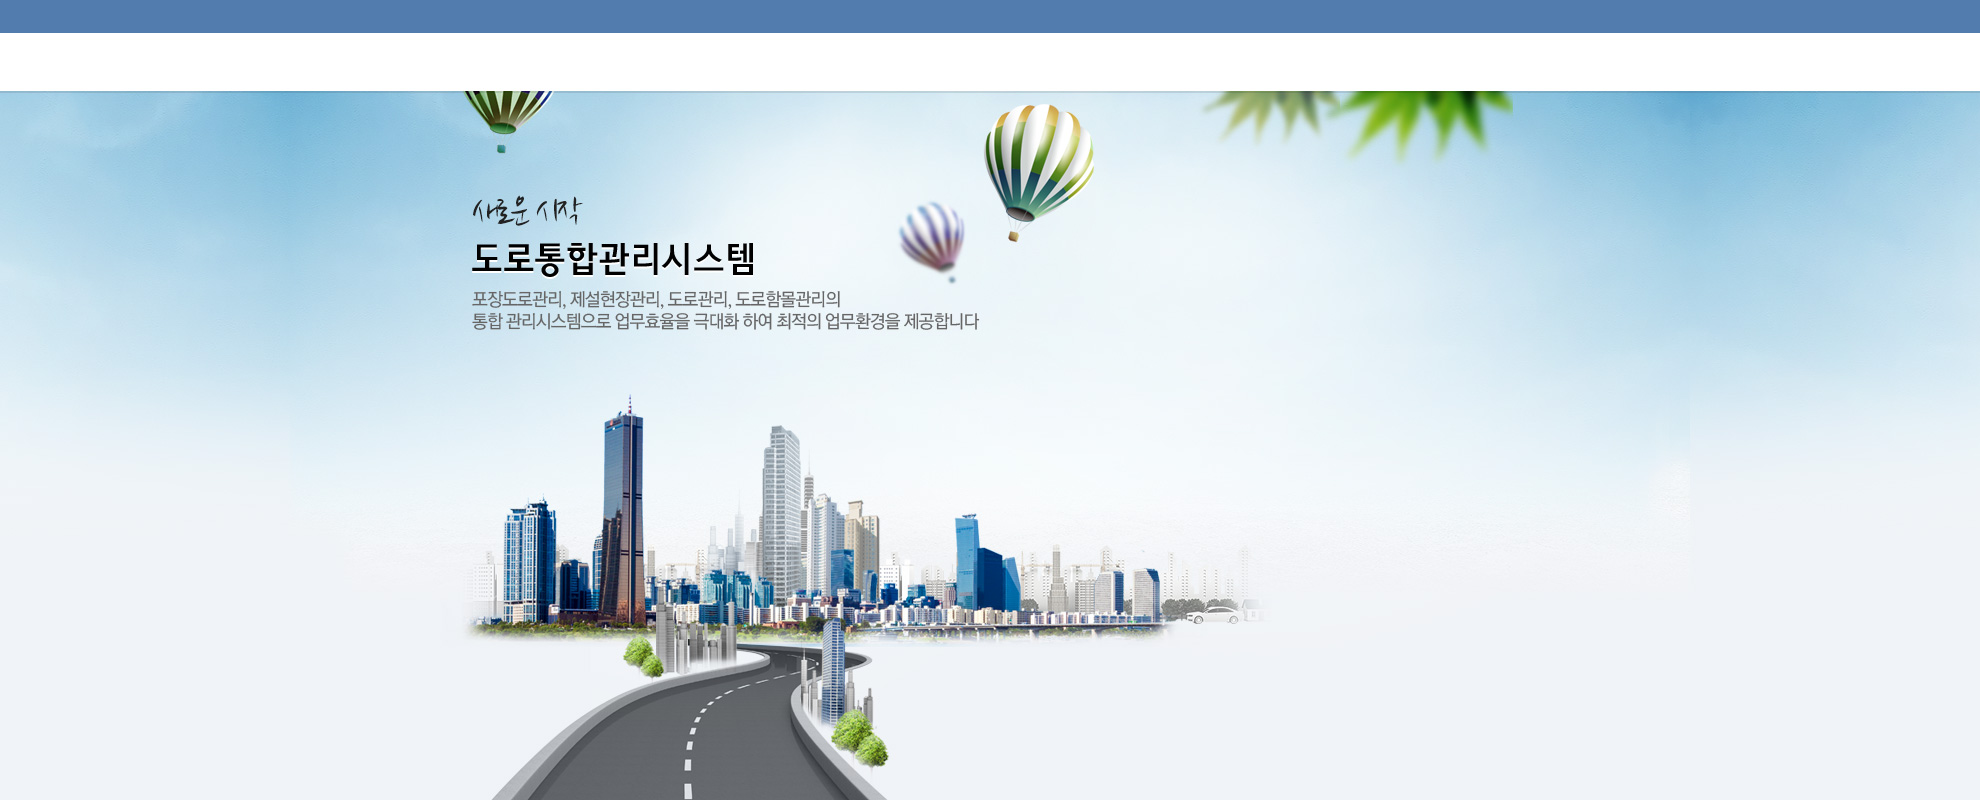 새로운 시작
도로통합관리시스템
포장도로관리, 제설현장관리, 도로관리, 도로함몰관리의
통합 관리시스템으로 업무효율을 극대화 하여 최적의 업무환경을 제공합니다